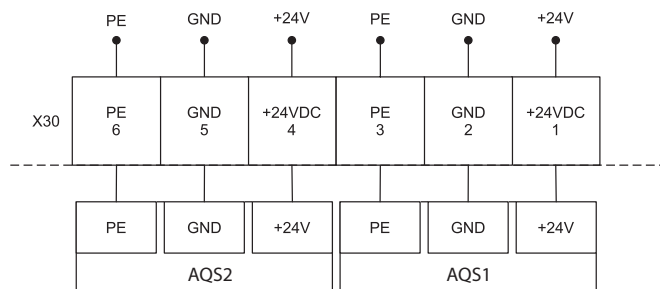 PE GND +24V PE GND +24V
X30
PE GND +24VDC PE GND +24VDC
6 5 4 3 2 1
PE GND +24V PE GND +24V
AQS2 AQS1